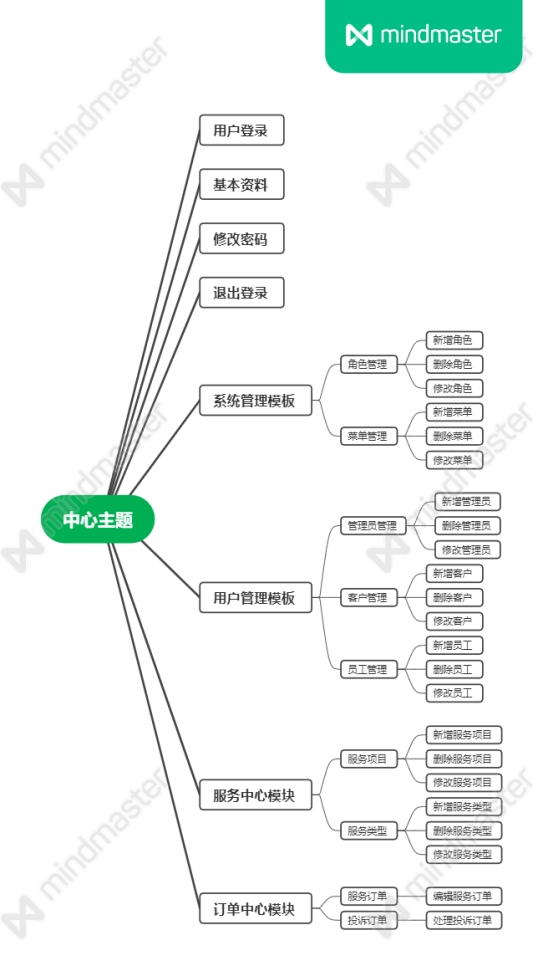 mindmaster
用户登录
基本资料
修改密码
退出登录
中心主题
系统管理模板
角色管理
新增角色
删除角色
修改角色
菜单管理
新增菜单
删除菜单
修改菜单
用户管理模板
管理员管理
新增管理员
删除管理员
修改管理员
客户管理
新增客户
删除客户
修改客户
员工管理
新增员工
删除员工
修改员工
服务中心模块
服务项目
新增服务项目
删除服务项目
修改服务项目
服务类型
新增服务类型
删除服务类型
修改服务类型
订单中心模块
服务订单
编辑服务订单
投诉订单
处理投诉订单
mindmaster
mindmaster
mindmaster
mindmaster
mindmaster
mindmaster